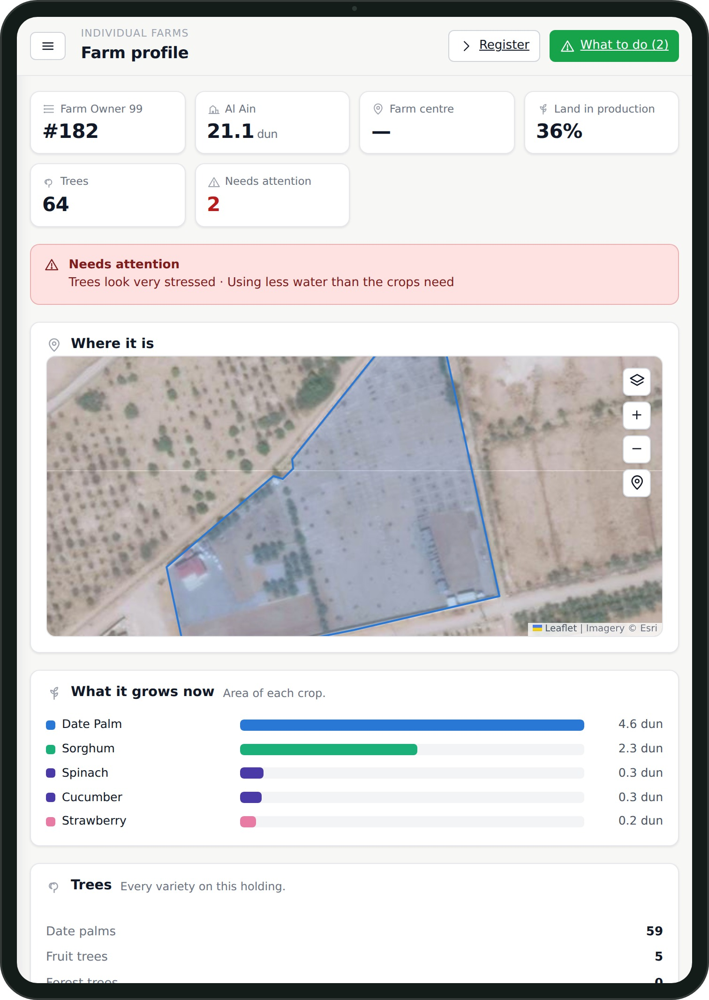 INDIVIDUAL FARMS
Farm profile
Register
What to do (2)
Farm Owner 99
#182
Al Ain
21.1 dun
Farm centre
—
Land in production
36%
Trees
64
Needs attention
2
Needs attention
Trees look very stressed · Using less water than the crops need
Where it is
Leaflet | Imagery © Esri
What it grows now Area of each crop.
Date Palm 4.6 dun
Sorghum 2.3 dun
Spinach 0.3 dun
Cucumber 0.3 dun
Strawberry 0.2 dun
Trees Every variety on this holding.
Date palms 59
Fruit trees 5
Forest trees 0